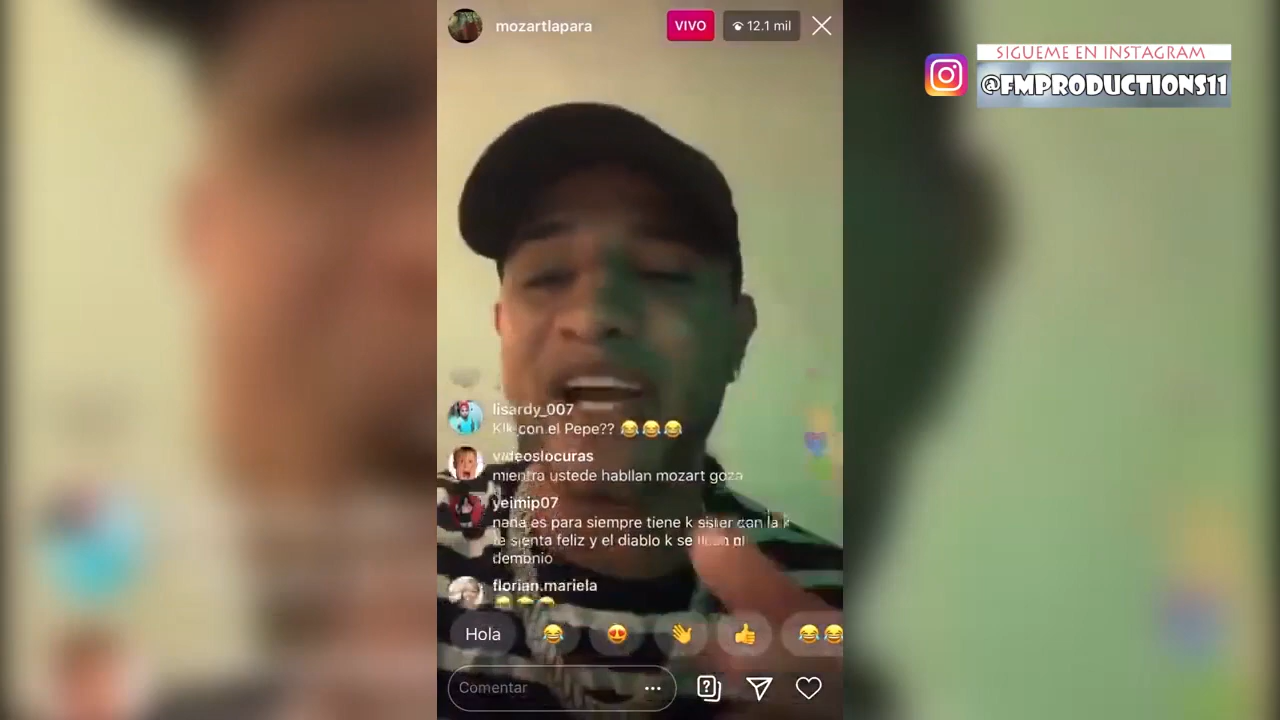 mozartlapara
VIVO
12.1 mil
SIGUEME EN INSTAGRAM
@FMPRODUCTIONS11
lisardy_007
Klk con el Pepe?? 😂😂😂
videoslocuras
mientra ustede habllan mozart goza
yeimip07
nada es para siempre tiene k sister con la k
te sienta feliz y el diablo k se
demonio
florian.mariela
😂😂😂
Hola 😂 😍 👋 👍 😂😂
Comentar